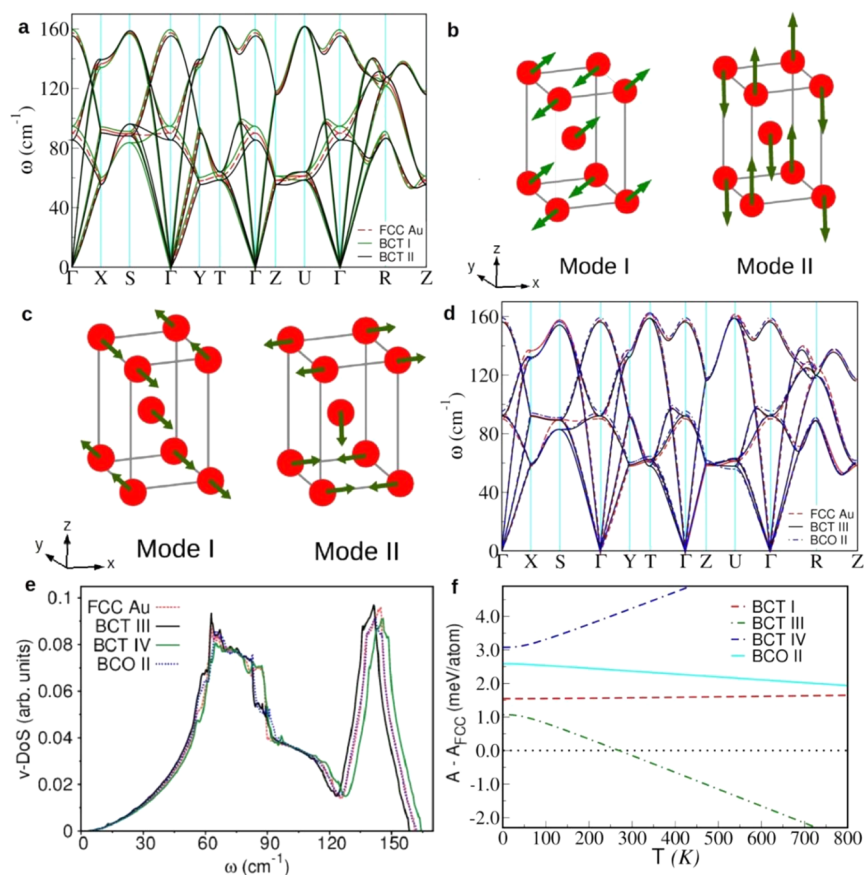 a
ω (cm⁻¹)
160
120
80
40
0
FCC Au
BCT I
BCT II
Γ X S Γ Y T Γ Z U Γ R Z
b
z
y
x
Mode I
Mode II
c
z
y
x
Mode I
Mode II
d
ω (cm⁻¹)
160
120
80
40
0
FCC Au
BCT III
BCO II
Γ X S Γ Y T Γ Z U Γ R Z
e
v-DoS (arb. units)
0.1
0.08
0.06
0.04
0.02
0
FCC Au
BCT III
BCT IV
BCO II
0 30 60 90 120 150
ω (cm⁻¹)
f
A - A_FCC (meV/atom)
4.0
3.0
2.0
1.0
0.0
-1.0
-2.0
BCT I
BCT III
BCT IV
BCO II
0 100 200 300 400 500 600 700 800
T (K)